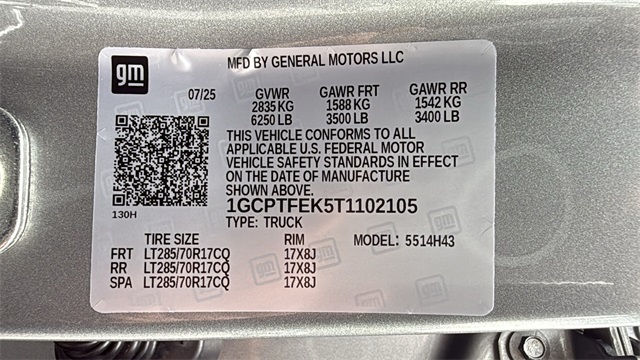 gm
MFD BY GENERAL MOTORS LLC
07/25
GVWR GAWR FRT GAWR RR
2835 KG 1588 KG 1542 KG
6250 LB 3500 LB 3400 LB
THIS VEHICLE CONFORMS TO ALL
APPLICABLE U.S. FEDERAL MOTOR
VEHICLE SAFETY STANDARDS IN EFFECT
ON THE DATE OF MANUFACTURE
SHOWN ABOVE.
130H
1GCPTFEK5T1102105
TYPE: TRUCK
TIRE SIZE RIM MODEL: 5514H43
FRT LT285/70R17CQ 17X8J
RR LT285/70R17CQ 17X8J
SPA LT285/70R17CQ 17X8J